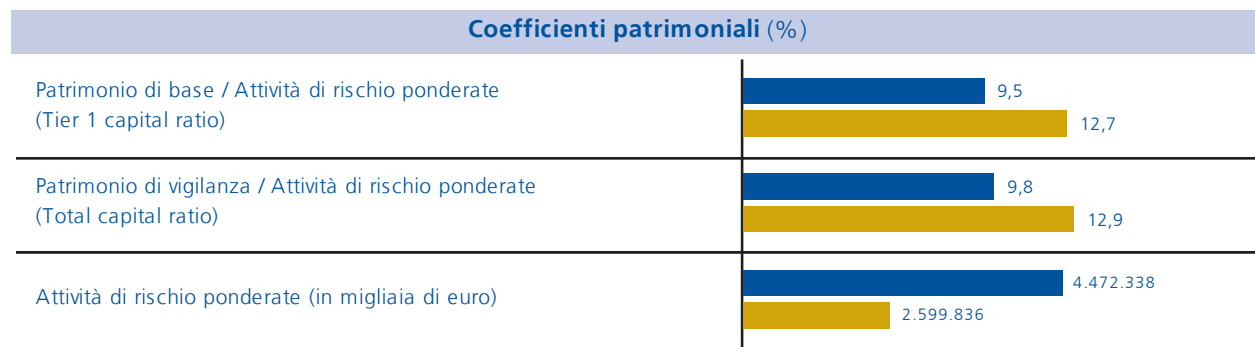 Coefficienti patrimoniali (%)
Patrimonio di base / Attività di rischio ponderate
(Tier 1 capital ratio)
9,5
12,7
Patrimonio di vigilanza / Attività di rischio ponderate
(Total capital ratio)
9,8
12,9
Attività di rischio ponderate (in migliaia di euro)
4.472.338
2.599.836